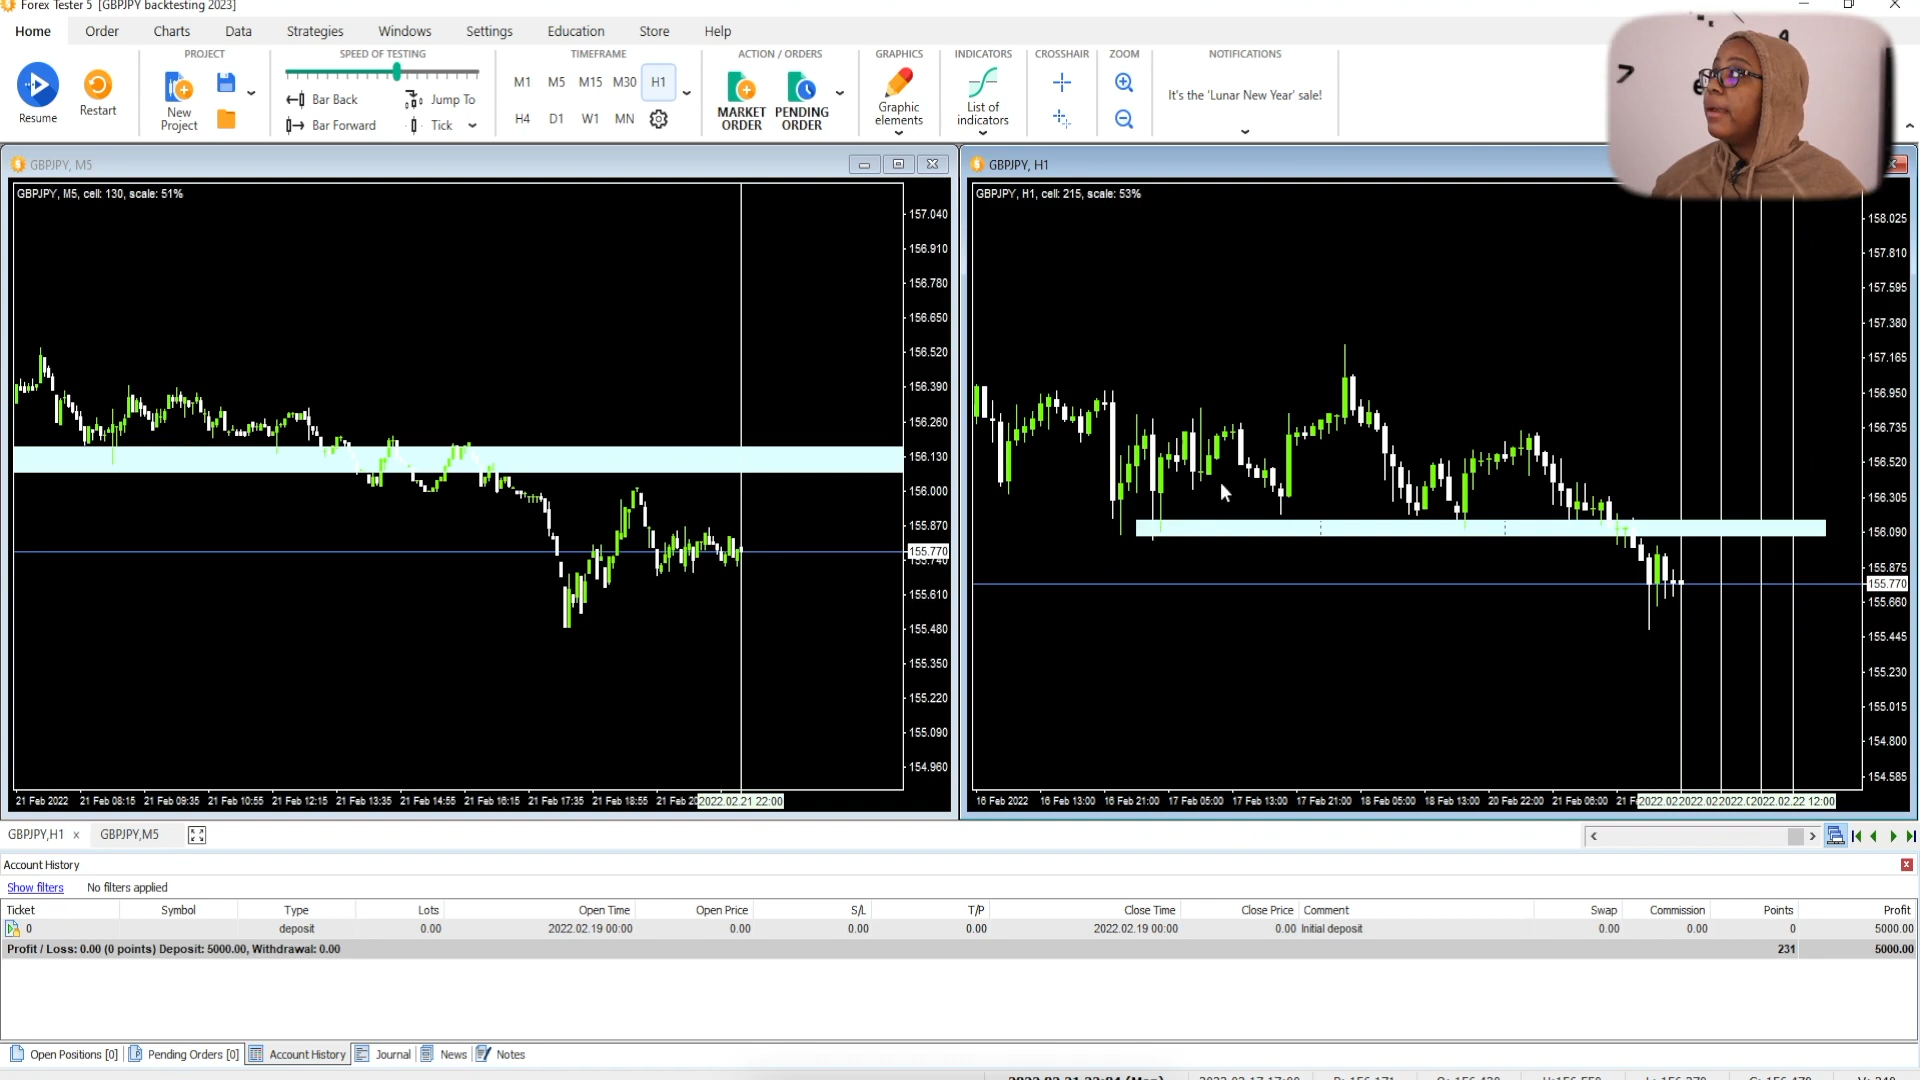 Forex Tester 5 [GBPJPY backtesting 2023]
Home Order Charts Data Strategies Windows Settings Education Store Help
PROJECT SPEED OF TESTING TIMEFRAME ACTION / ORDERS GRAPHICS INDICATORS CROSSHAIR ZOOM NOTIFICATIONS
Resume
Restart
New
Project
Bar Back
Jump To
Bar Forward
Tick
M1 M5 M15 M30 H1
H4 D1 W1 MN
MARKET
ORDER
PENDING
ORDER
Graphic
elements
List of
indicators
It's the 'Lunar New Year' sale!
GBPJPY, M5
GBPJPY, M5, cell: 130, scale: 51%
157.040
156.910
156.780
156.650
156.520
156.390
156.260
156.130
156.000
155.870
155.770
155.740
155.610
155.480
155.350
155.220
155.090
154.960
21 Feb 2022 21 Feb 08:15 21 Feb 09:35 21 Feb 10:55 21 Feb 12:15 21 Feb 13:35 21 Feb 14:55 21 Feb 16:15 21 Feb 17:35 21 Feb 18:55 21 Feb 20 2022.02.21 22:00
GBPJPY, H1
GBPJPY, H1, cell: 215, scale: 53%
158.025
157.810
157.595
157.380
157.165
156.950
156.735
156.520
156.305
156.090
155.875
155.770
155.660
155.445
155.230
155.015
154.800
154.585
16 Feb 2022 16 Feb 13:00 16 Feb 21:00 17 Feb 05:00 17 Feb 13:00 17 Feb 21:00 18 Feb 05:00 18 Feb 13:00 20 Feb 22:00 21 Feb 06:00 2022.02.22 12:00
GBPJPY,H1 x GBPJPY,M5
Account History
Show filters No filters applied
Ticket Symbol Type Lots Open Time Open Price S/L T/P Close Time Close Price Comment Swap Commission Points Profit
0 deposit 0.00 2022.02.19 00:00 0.00 0.00 0.00 2022.02.19 00:00 0.00 Initial deposit 0.00 0.00 0 5000.00
Profit / Loss: 0.00 (0 points) Deposit: 5000.00, Withdrawal: 0.00 231 5000.00
Open Positions [0] Pending Orders [0] Account History Journal News Notes